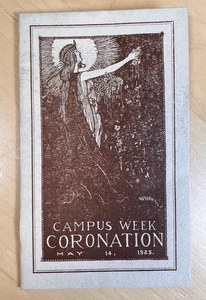 CAMPUS WEEK
CORONATION
MAY 14, 1925.